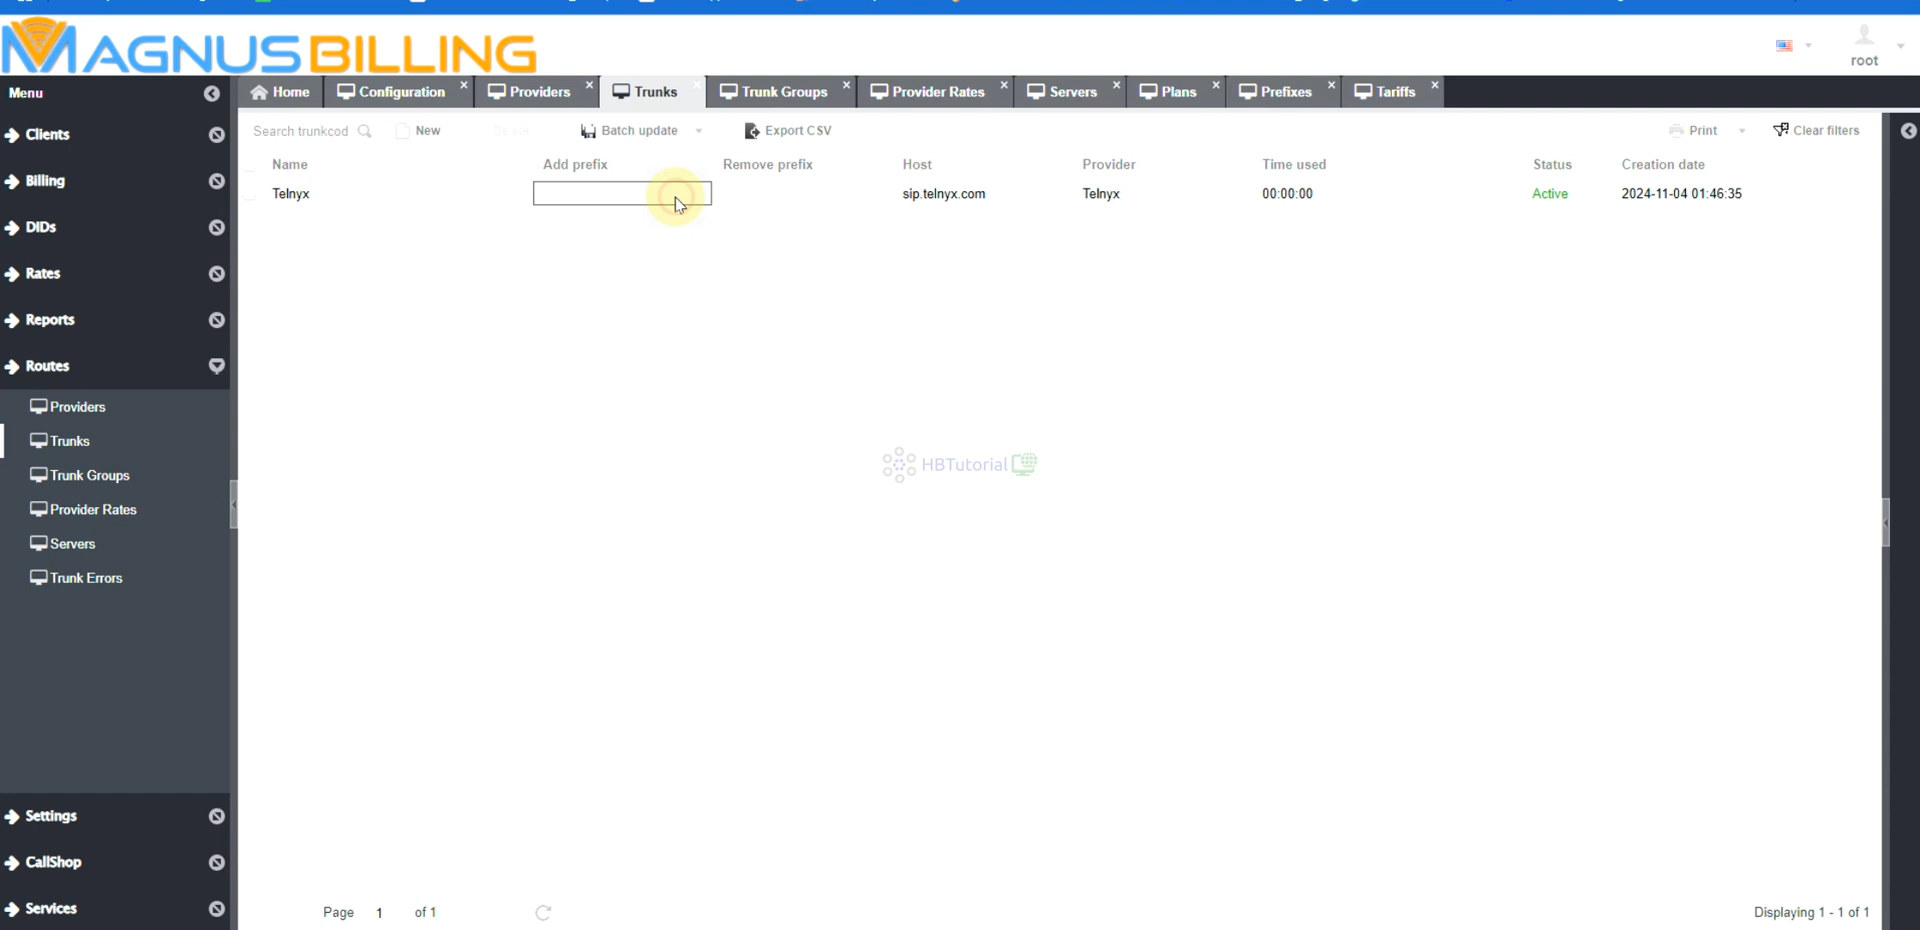 MAGNUSBILLING
root
Menu
Home
Configuration
Providers
Trunks
Trunk Groups
Provider Rates
Servers
Plans
Prefixes
Tariffs
Search trunkcod
New
Delete
Batch update
Export CSV
Print
Clear filters
Name
Add prefix
Remove prefix
Host
Provider
Time used
Status
Creation date
Telnyx
sip.telnyx.com
Telnyx
00:00:00
Active
2024-11-04 01:46:35
Clients
Billing
DIDs
Rates
Reports
Routes
Providers
Trunks
Trunk Groups
Provider Rates
Servers
Trunk Errors
Settings
CallShop
Services
HBTutorial
Page 1 of 1
Displaying 1 - 1 of 1